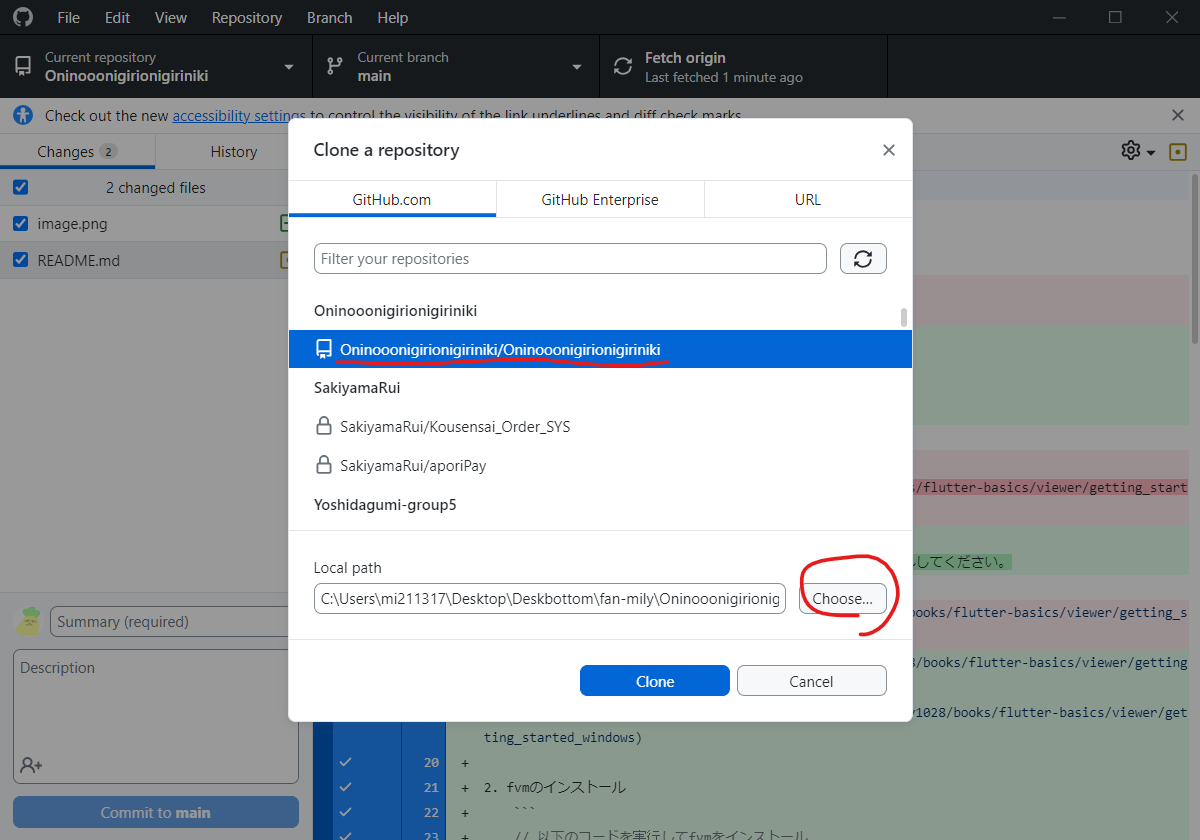 File Edit View Repository Branch Help
Current repository
Oninooonigirionigiriniki
Current branch
main
Fetch origin
Last fetched 1 minute ago
Check out the new accessibility settings to control the visibility of the link underlines and diff check marks
Changes 2
History
2 changed files
image.png
README.md
Clone a repository
GitHub.com
GitHub Enterprise
URL
Filter your repositories
Oninooonigirionigiriniki
Oninooonigirionigiriniki/Oninooonigirionigiriniki
SakiyamaRui
SakiyamaRui/Kousensai_Order_SYS
SakiyamaRui/aporiPay
Yoshidagumi-group5
Local path
C:\Users\mi211317\Desktop\Deskbottom\fan-mily\Oninooonigirionig
Choose...
Clone
Cancel
/flutter-basics/viewer/getting_start
してください。
books/flutter-basics/viewer/getting_s
/books/flutter-basics/viewer/getting
1028/books/flutter-basics/viewer/get
ting_started_windows)
20 +
21 + 2. fvmのインストール
22 + ```
23 + // 以下のコードを実行してfvmをインストール
Summary (required)
Description
Commit to main